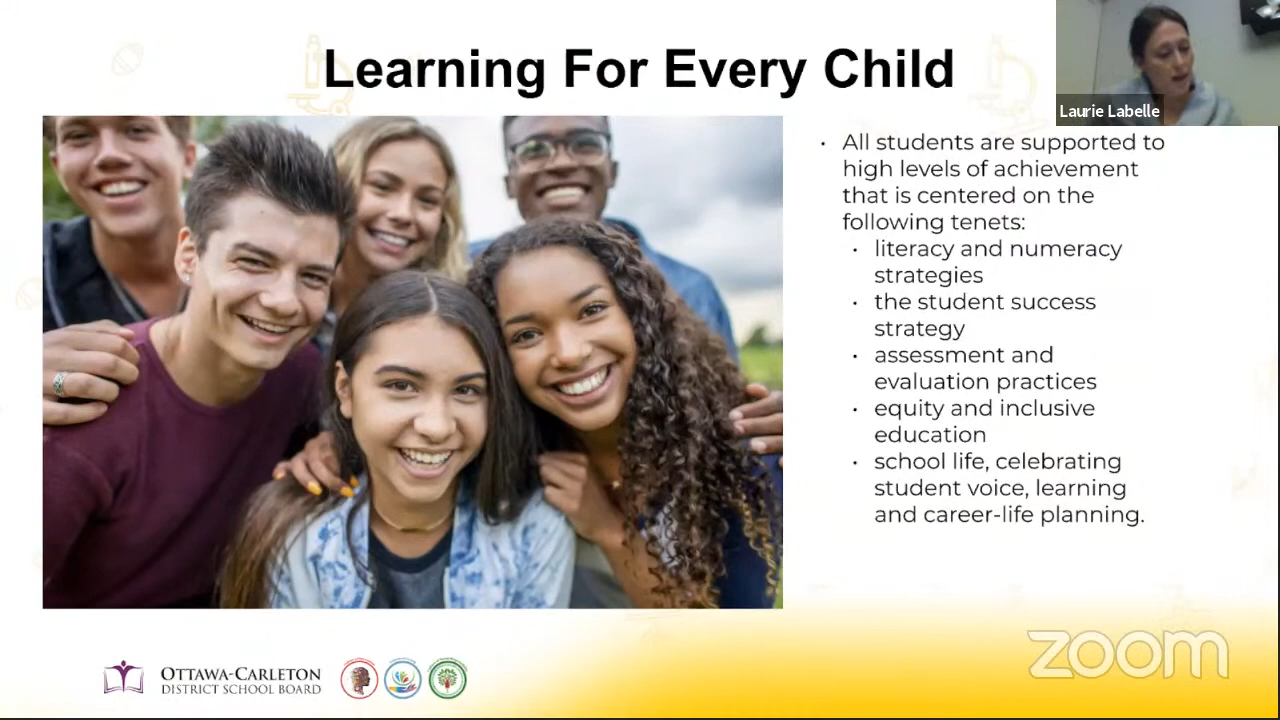 Learning For Every Child
Laurie Labelle
· All students are supported to
high levels of achievement
that is centered on the
following tenets:
· literacy and numeracy
strategies
· the student success
strategy
· assessment and
evaluation practices
· equity and inclusive
education
· school life, celebrating
student voice, learning
and career-life planning.
OTTAWA-CARLETON
DISTRICT SCHOOL BOARD
zoom